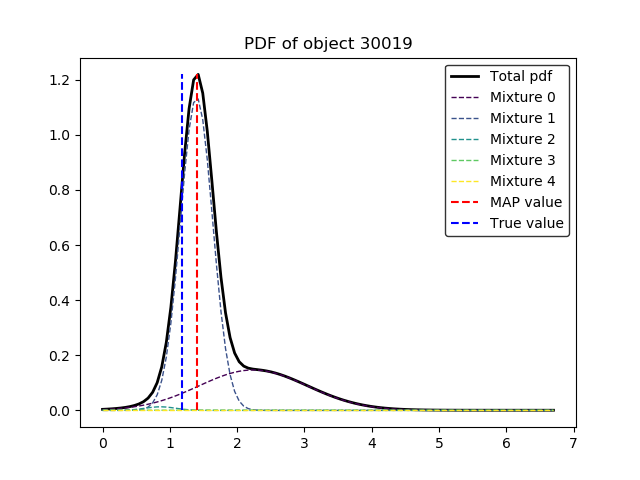 PDF of object 30019
1.2
1.0
0.8
0.6
0.4
0.2
0.0
0 1 2 3 4 5 6 7
Total pdf
Mixture 0
Mixture 1
Mixture 2
Mixture 3
Mixture 4
MAP value
True value